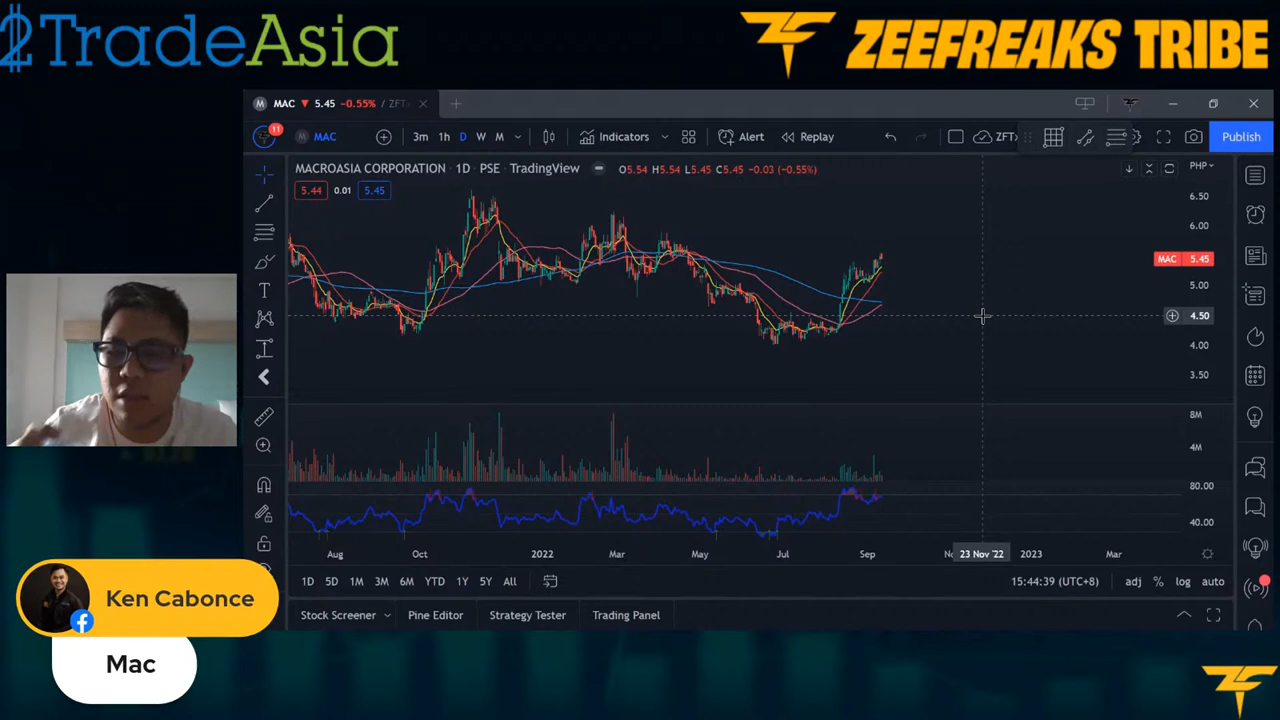 2TradeAsia
ZEEFREAKS TRIBE
M MAC 5.45 -0.55% / ZFT
11 M MAC 3m 1h D W M Indicators Alert Replay ZFT Publish
MACROASIA CORPORATION · 1D · PSE · TradingView O5.54 H5.54 L5.45 C5.45 -0.03 (-0.55%) PHP
5.44 0.01 5.45
6.50
6.00
MAC 5.45
5.00
4.50
4.00
3.50
8M
4M
80.00
40.00
Aug Oct 2022 Mar May Jul Sep 23 Nov '22 2023 Mar
1D 5D 1M 3M 6M YTD 1Y 5Y All 15:44:39 (UTC+8) adj % log auto
Stock Screener Pine Editor Strategy Tester Trading Panel
Ken Cabonce
Mac